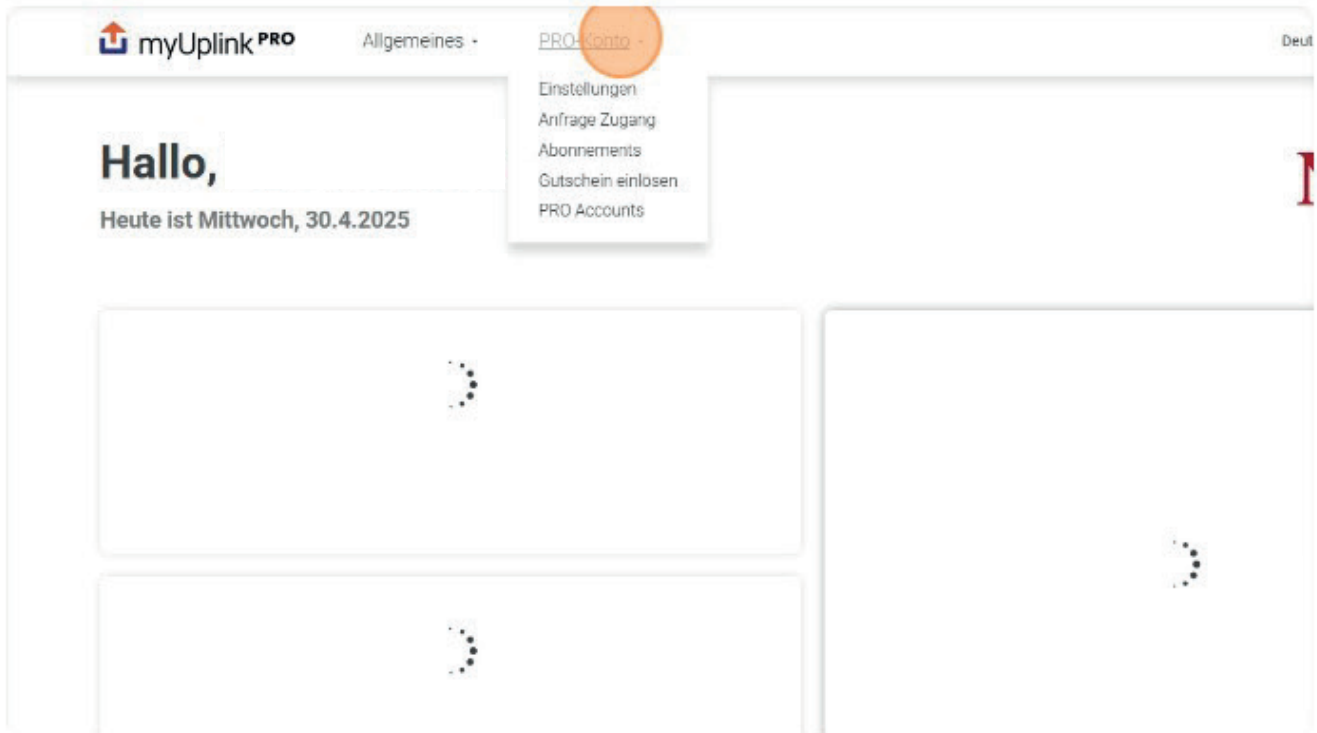 myUplink PRO
Allgemeines
PRO-Konto
Deut
Einstellungen
Anfrage Zugang
Abonnements
Gutschein einlösen
PRO Accounts
Hallo,
Heute ist Mittwoch, 30.4.2025